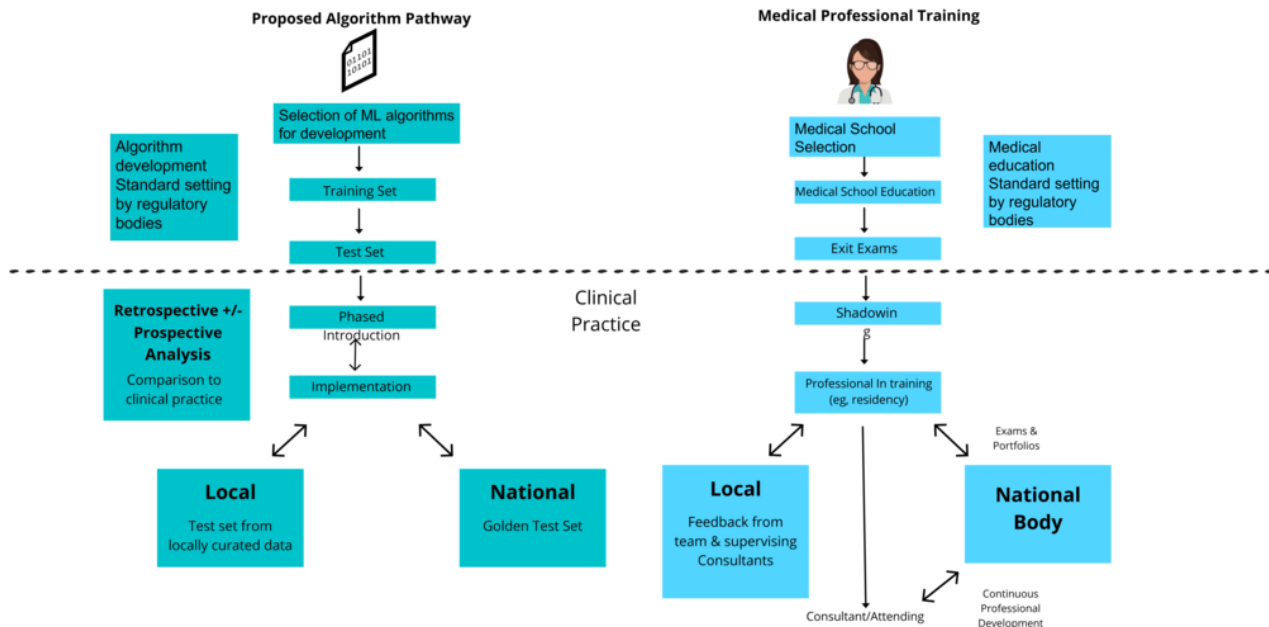 Proposed Algorithm Pathway
01101
10101
Selection of ML algorithms
for development
Algorithm
development
Standard setting
by regulatory
bodies
Training Set
Test Set
Retrospective +/-
Prospective
Analysis
Comparison to
clinical practice
Phased
Introduction
Implementation
Local
Test set from
locally curated data
National
Golden Test Set
Clinical
Practice
Medical Professional Training
Medical School
Selection
Medical School Education
Exit Exams
Medical
education
Standard setting
by regulatory
bodies
Shadowin
g
Professional In training
(eg, residency)
Exams &
Portfolios
Local
Feedback from
team & supervising
Consultants
National
Body
Consultant/Attending
Continuous
Professional
Development